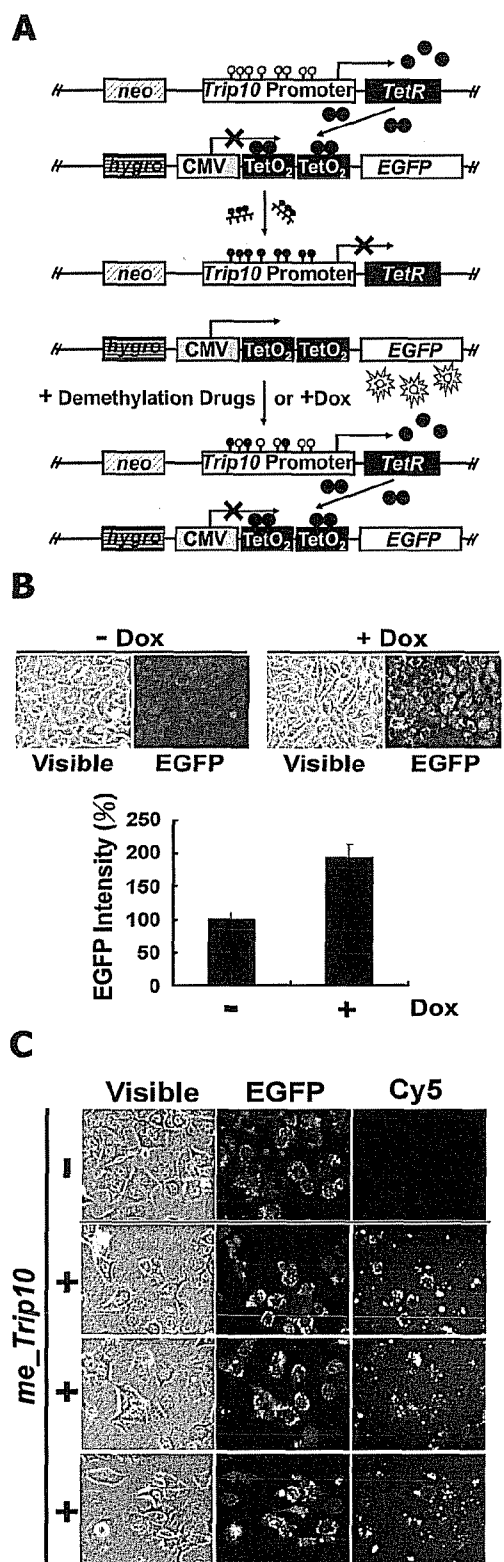 A
neo Trip10 Promoter TetR
hygro CMV TetO2 TetO2 EGFP
neo Trip10 Promoter TetR
hygro CMV TetO2 TetO2 EGFP
+ Demethylation Drugs or +Dox
neo Trip10 Promoter TetR
hygro CMV TetO2 TetO2 EGFP
B
- Dox + Dox
Visible EGFP Visible EGFP
EGFP Intensity (%)
250
200
150
100
50
0
- + Dox
C
Visible EGFP Cy5
me_Trip10
-
+
+
+